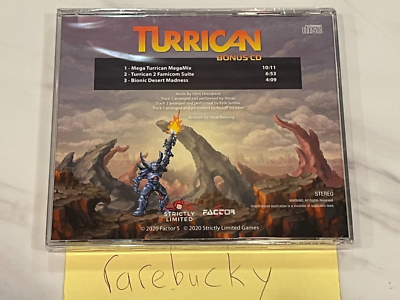 TURRICAN
BONUS CD
1 - Mega Turrican MegaMix 10:11
2 - Turrican 2 Famicom Suite 6:53
3 - Bionic Desert Madness 4:09
Music by Chris Huelsbeck
STRICTLY LIMITED
FACTOR
STEREO
© 2020 Factor 5 © 2020 Strictly Limited Games
rarebucky